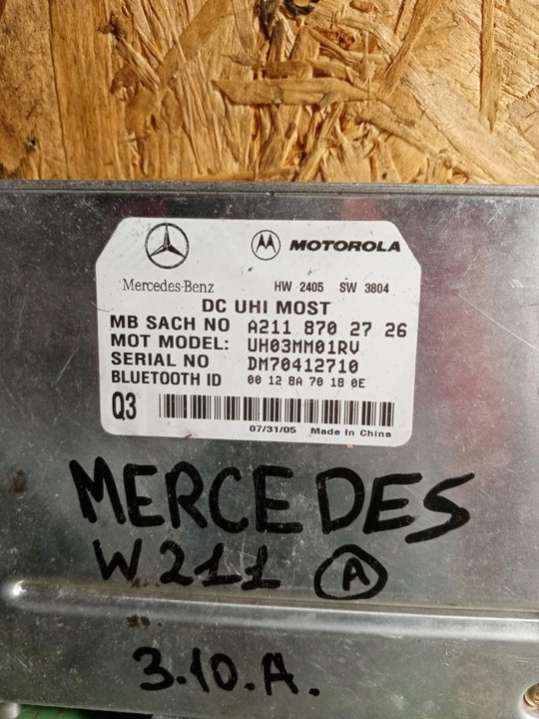 MOTOROLA
Mercedes-Benz HW 2405 SW 3804
DC UHI MOST
MB SACH NO A211 870 27 26
MOT MODEL: UH03MM01RV
SERIAL NO DM70412710
BLUETOOTH ID 00 12 8A 70 18 0E
Q3
07/31/05 Made In China
MERCEDES
W211 A
3.10.A.